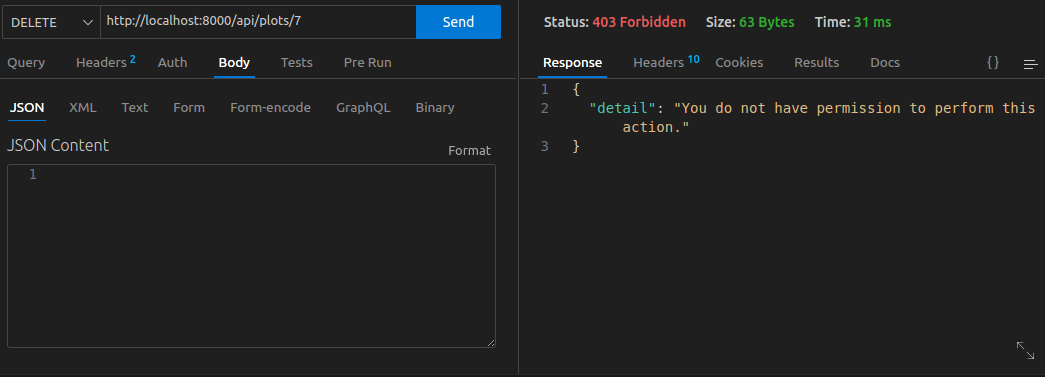 DELETE http://localhost:8000/api/plots/7 Send
Query Headers 2 Auth Body Tests Pre Run
JSON XML Text Form Form-encode GraphQL Binary
JSON Content
Format
1
Status: 403 Forbidden Size: 63 Bytes Time: 31 ms
Response Headers 10 Cookies Results Docs {}
1 {
2 "detail": "You do not have permission to perform this
action."
3 }